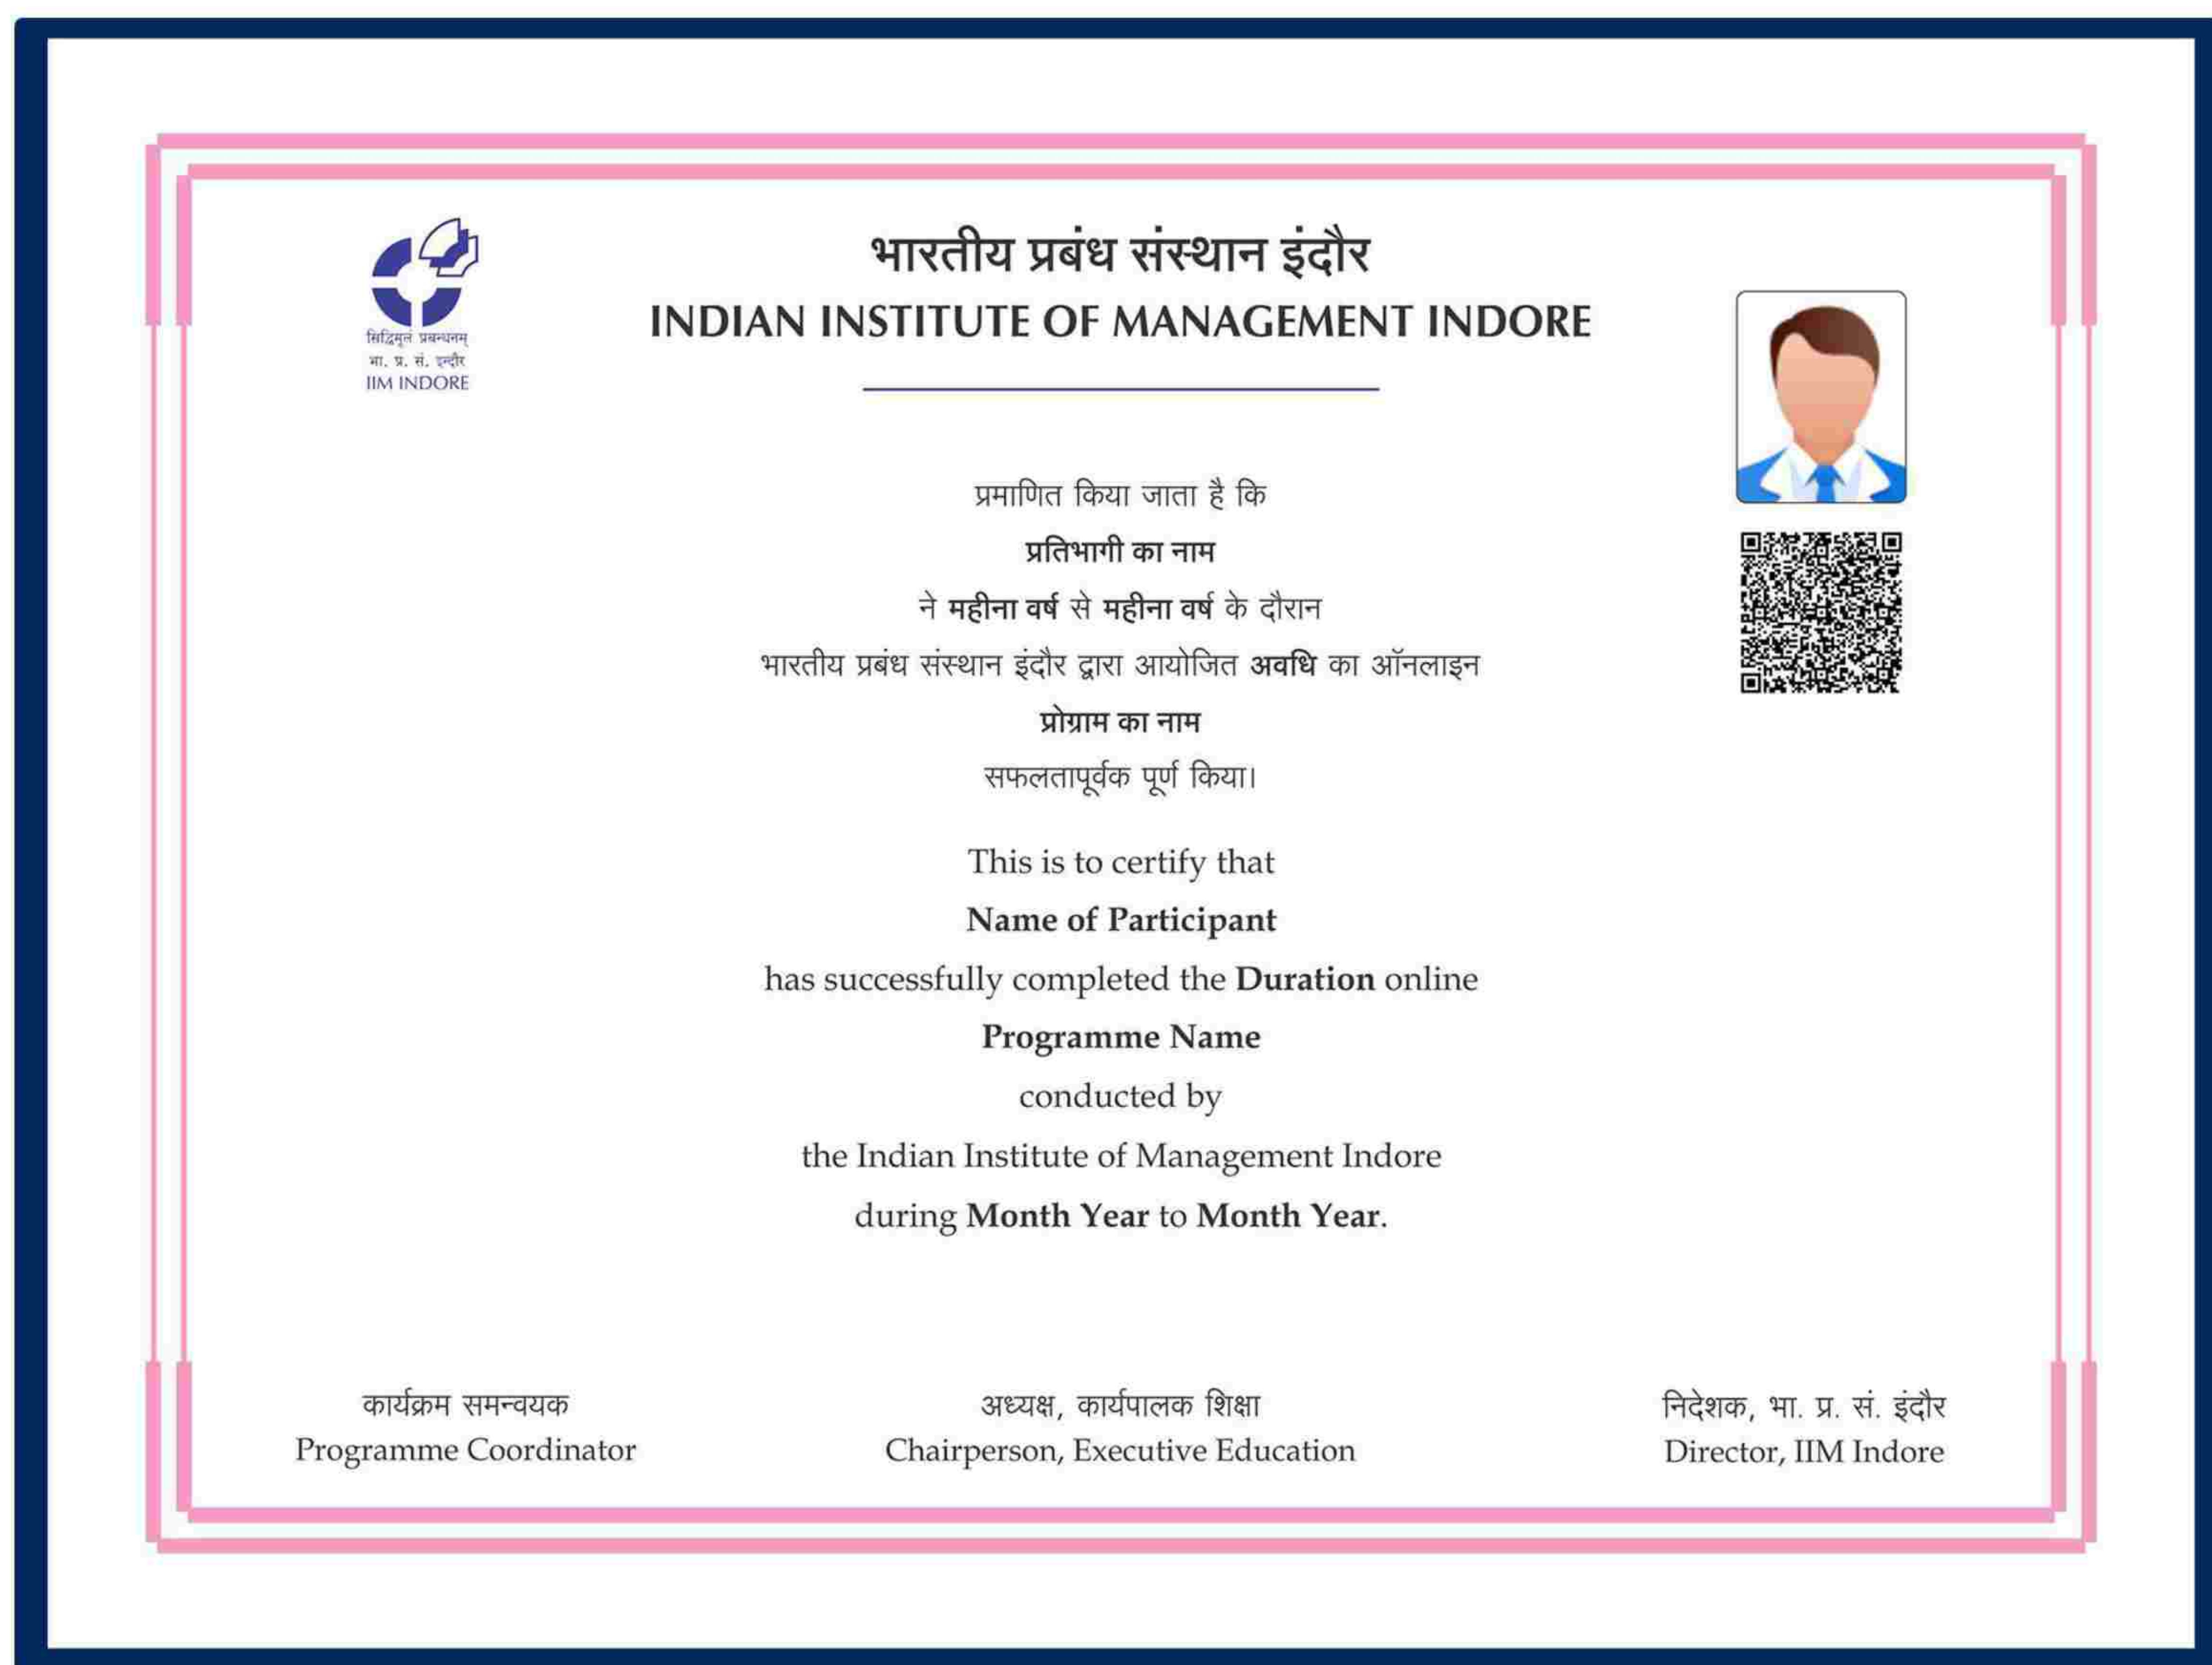 सिद्धिमूलं प्रबन्धनम्
भा. प्र. सं. इन्दौर
IIM INDORE
भारतीय प्रबंध संस्थान इंदौर
INDIAN INSTITUTE OF MANAGEMENT INDORE
प्रमाणित किया जाता है कि
प्रतिभागी का नाम
ने महीना वर्ष से महीना वर्ष के दौरान
भारतीय प्रबंध संस्थान इंदौर द्वारा आयोजित अवधि का ऑनलाइन
प्रोग्राम का नाम
सफलतापूर्वक पूर्ण किया।
This is to certify that
Name of Participant
has successfully completed the Duration online
Programme Name
conducted by
the Indian Institute of Management Indore
during Month Year to Month Year.
कार्यक्रम समन्वयक
Programme Coordinator
अध्यक्ष, कार्यपालक शिक्षा
Chairperson, Executive Education
निदेशक, भा. प्र. सं. इंदौर
Director, IIM Indore